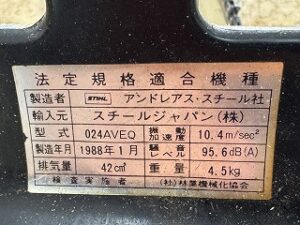 法定規格適合機種
製造者 STIHL アンドレアス・スチール社
輸入元 スチールジャパン(株)
型式 024AVEQ 振動加速度 10.4m/sec²
製造年月 1988年1月 騒音レベル 95.6dB(A)
排気量 42cm³ 重量 4.5kg
検査実施者 (社)林業機械化協会